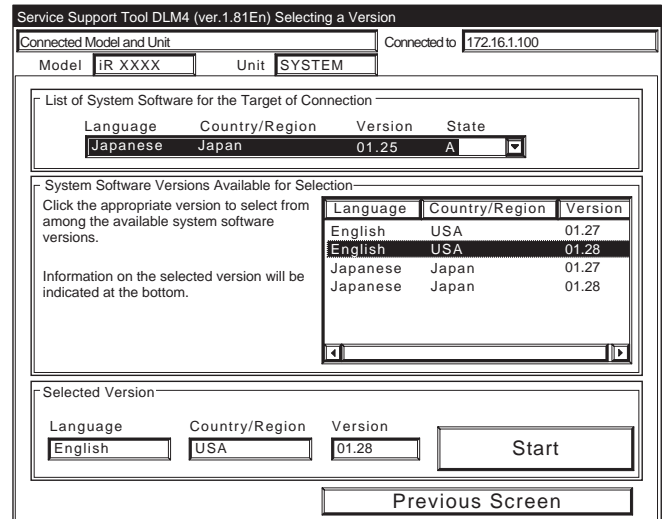 Service Support Tool DLM4 (ver.1.81En) Selecting a Version
Connected Model and Unit
Connected to 172.16.1.100
Model iR XXXX Unit SYSTEM
List of System Software for the Target of Connection
Language Country/Region Version State
Japanese Japan 01.25 A
System Software Versions Available for Selection
Click the appropriate version to select from
among the available system software
versions.
Information on the selected version will be
indicated at the bottom.
Language Country/Region Version
English USA 01.27
English USA 01.28
Japanese Japan 01.27
Japanese Japan 01.28
Selected Version
Language Country/Region Version
English USA 01.28
Start
Previous Screen